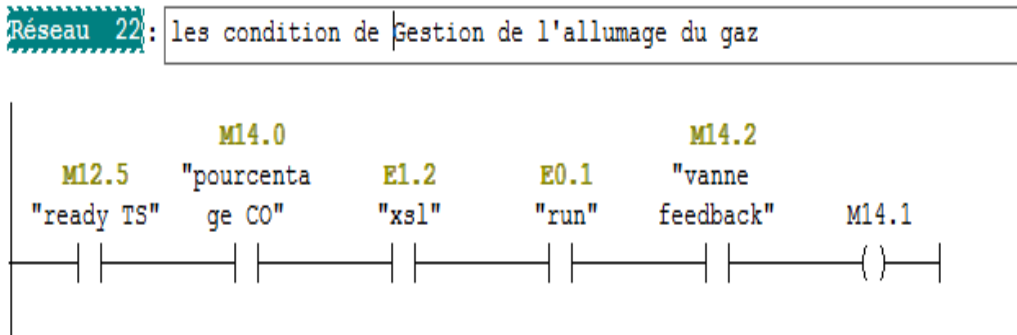 Réseau 22: les condition de Gestion de l'allumage du gaz
M14.0 M14.2
M12.5 "pourcenta E1.2 E0.1 "vanne
"ready TS" ge CO" "xsl" "run" feedback" M14.1